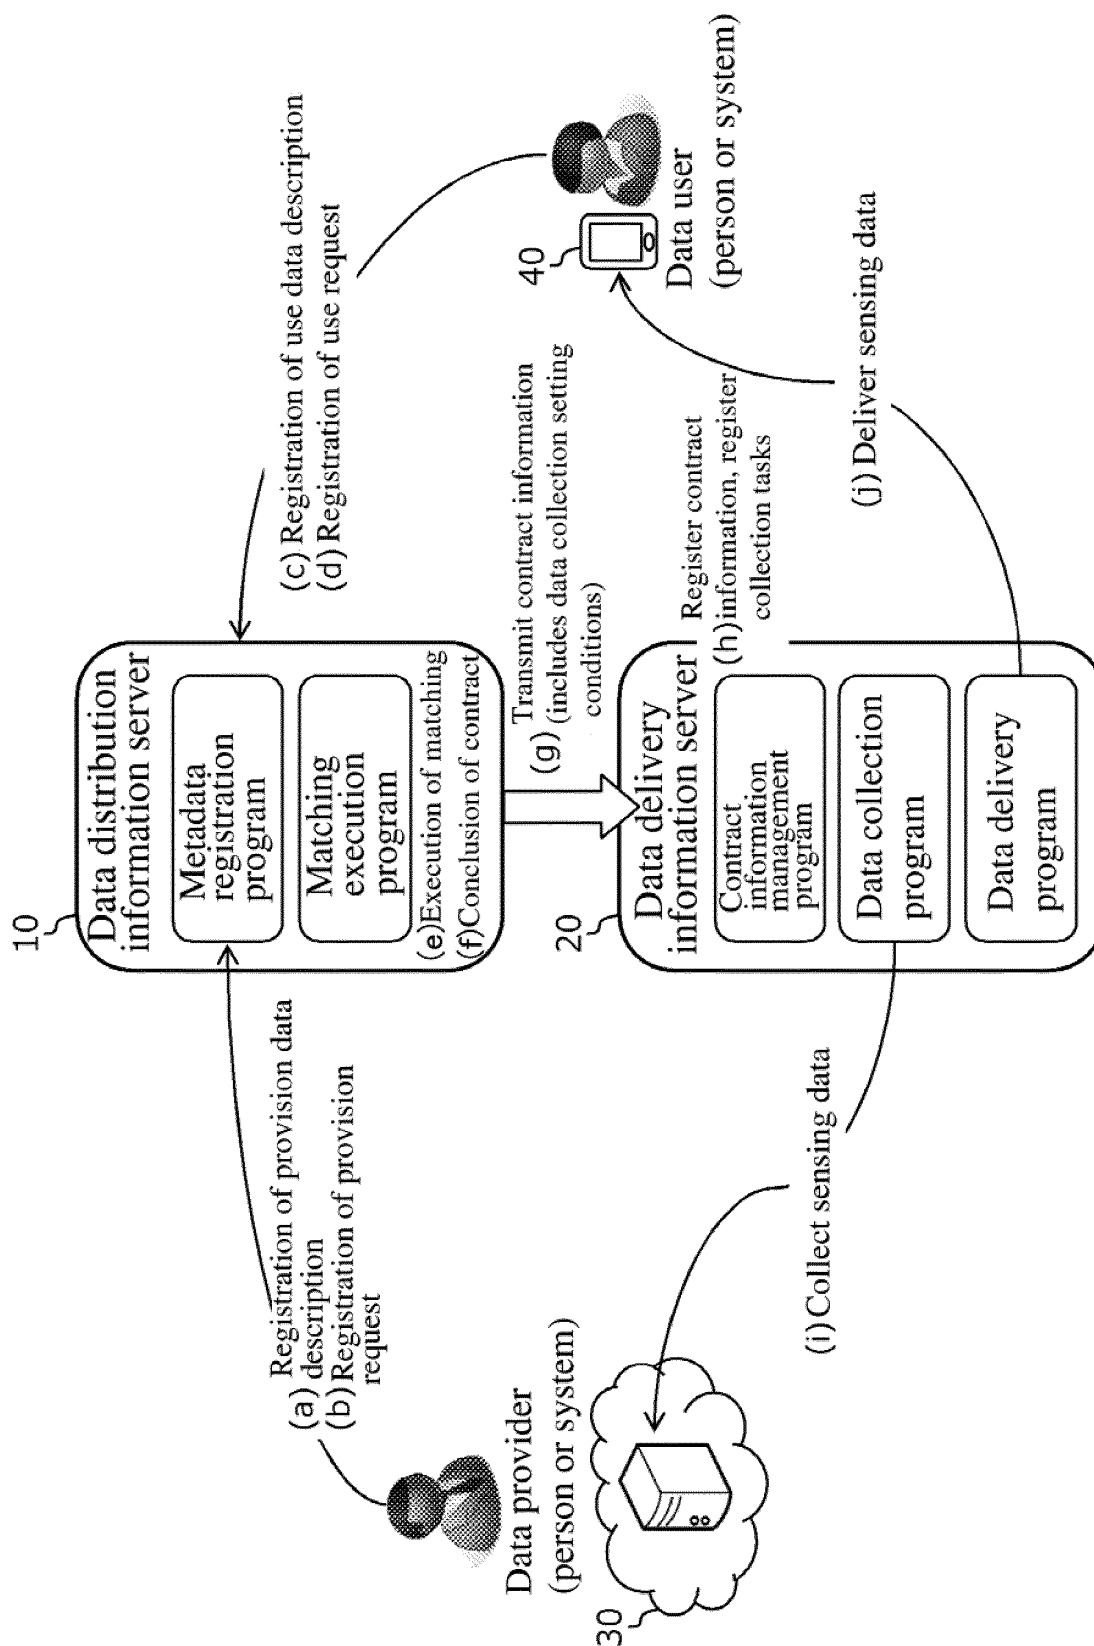 10
Data distribution
information server
Metadata
registration
program
Matching
execution
program
(e)Execution of matching
(f)Conclusion of contract
Registration of provision data
(a) description
(b)Registration of provision
request
Data provider
(person or system)
30
(c) Registration of use data description
(d) Registration of use request
40
Data user
(person or system)
Transmit contract information
(g) (includes data collection setting
conditions)
20
Data delivery
information server
Contract
information
management
program
Data collection
program
Data delivery
program
Register contract
(h)information, register
collection tasks
(i) Collect sensing data
(j) Deliver sensing data